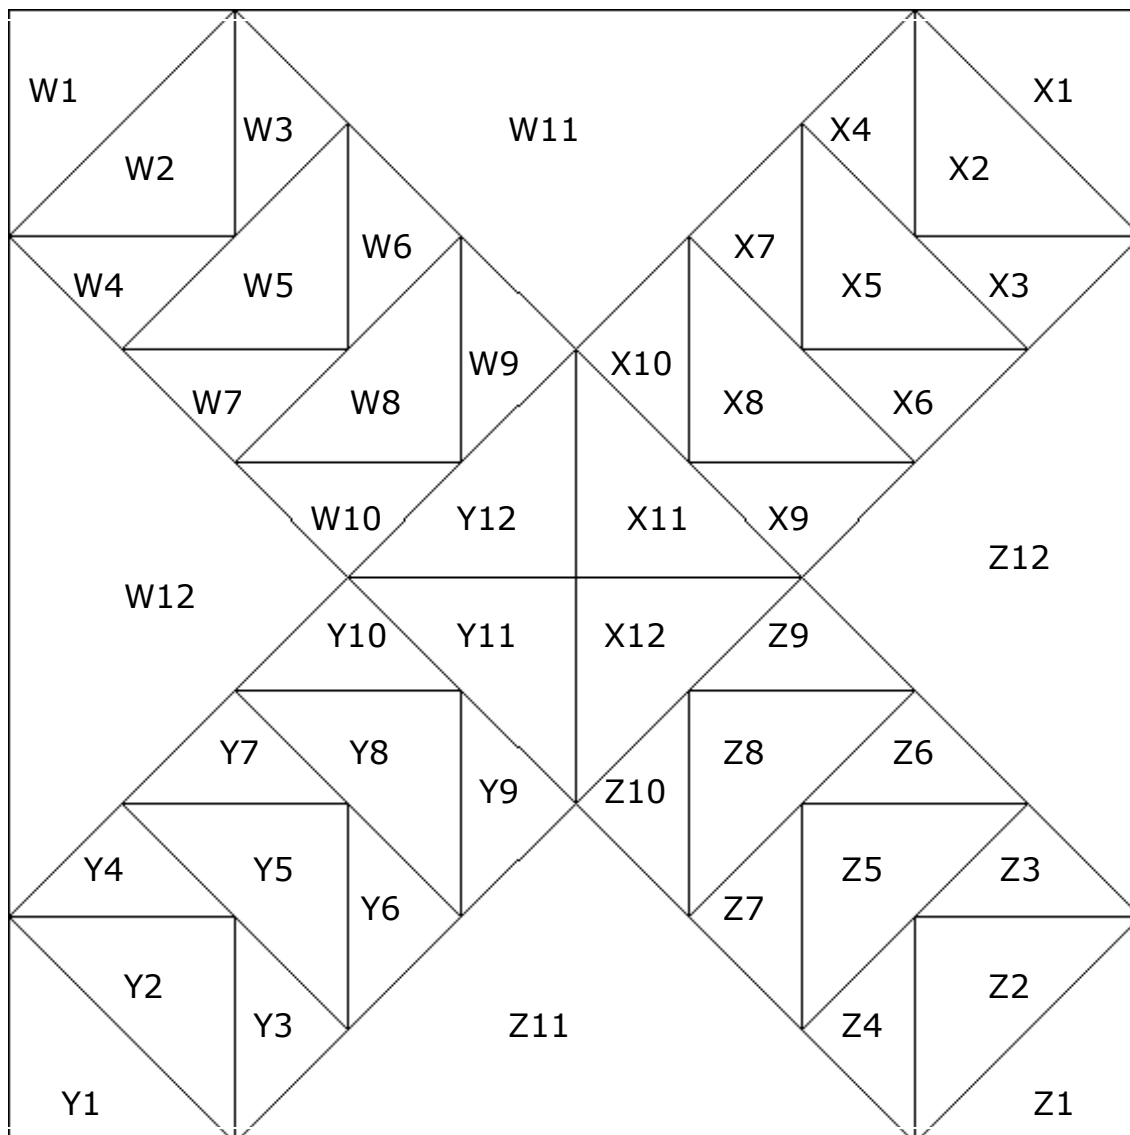 W1 X1
W3 W11 X4
W2 X2
W6 X7
W4 W5 X5 X3
W9 X10
W7 W8 X8 X6
W10 Y12 X11 X9
Z12
W12
Y10 Y11 X12 Z9
Y7 Y8 Z8 Z6
Y9 Z10
Y4 Y5 Z5 Z3
Y6 Z7
Y2 Z2
Y3 Z11 Z4
Y1 Z1